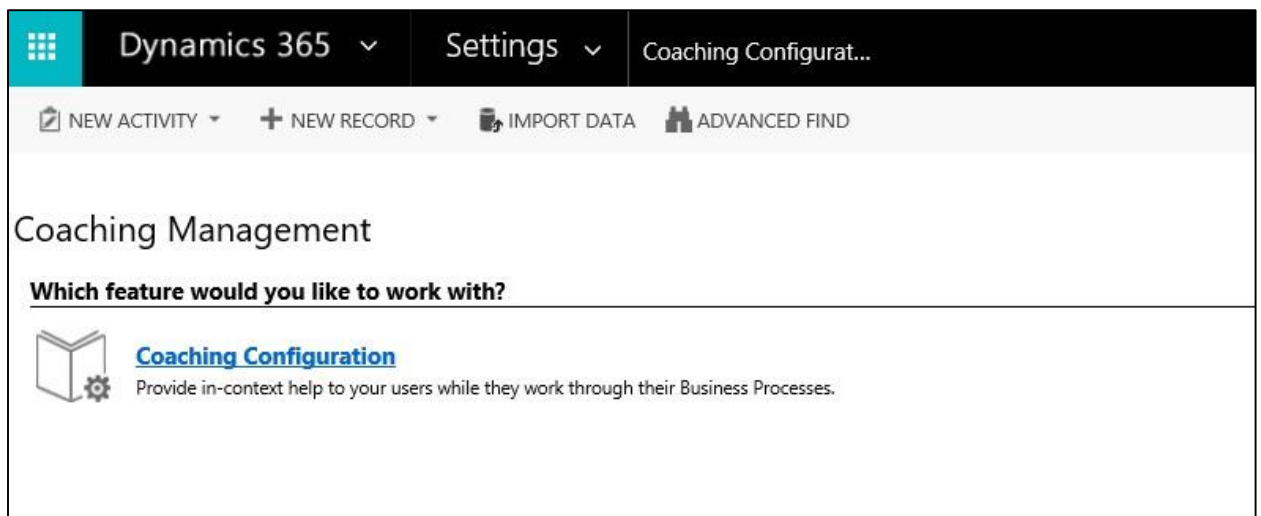 Dynamics 365 Settings Coaching Configurat...
NEW ACTIVITY NEW RECORD IMPORT DATA ADVANCED FIND
Coaching Management
Which feature would you like to work with?
Coaching Configuration
Provide in-context help to your users while they work through their Business Processes.